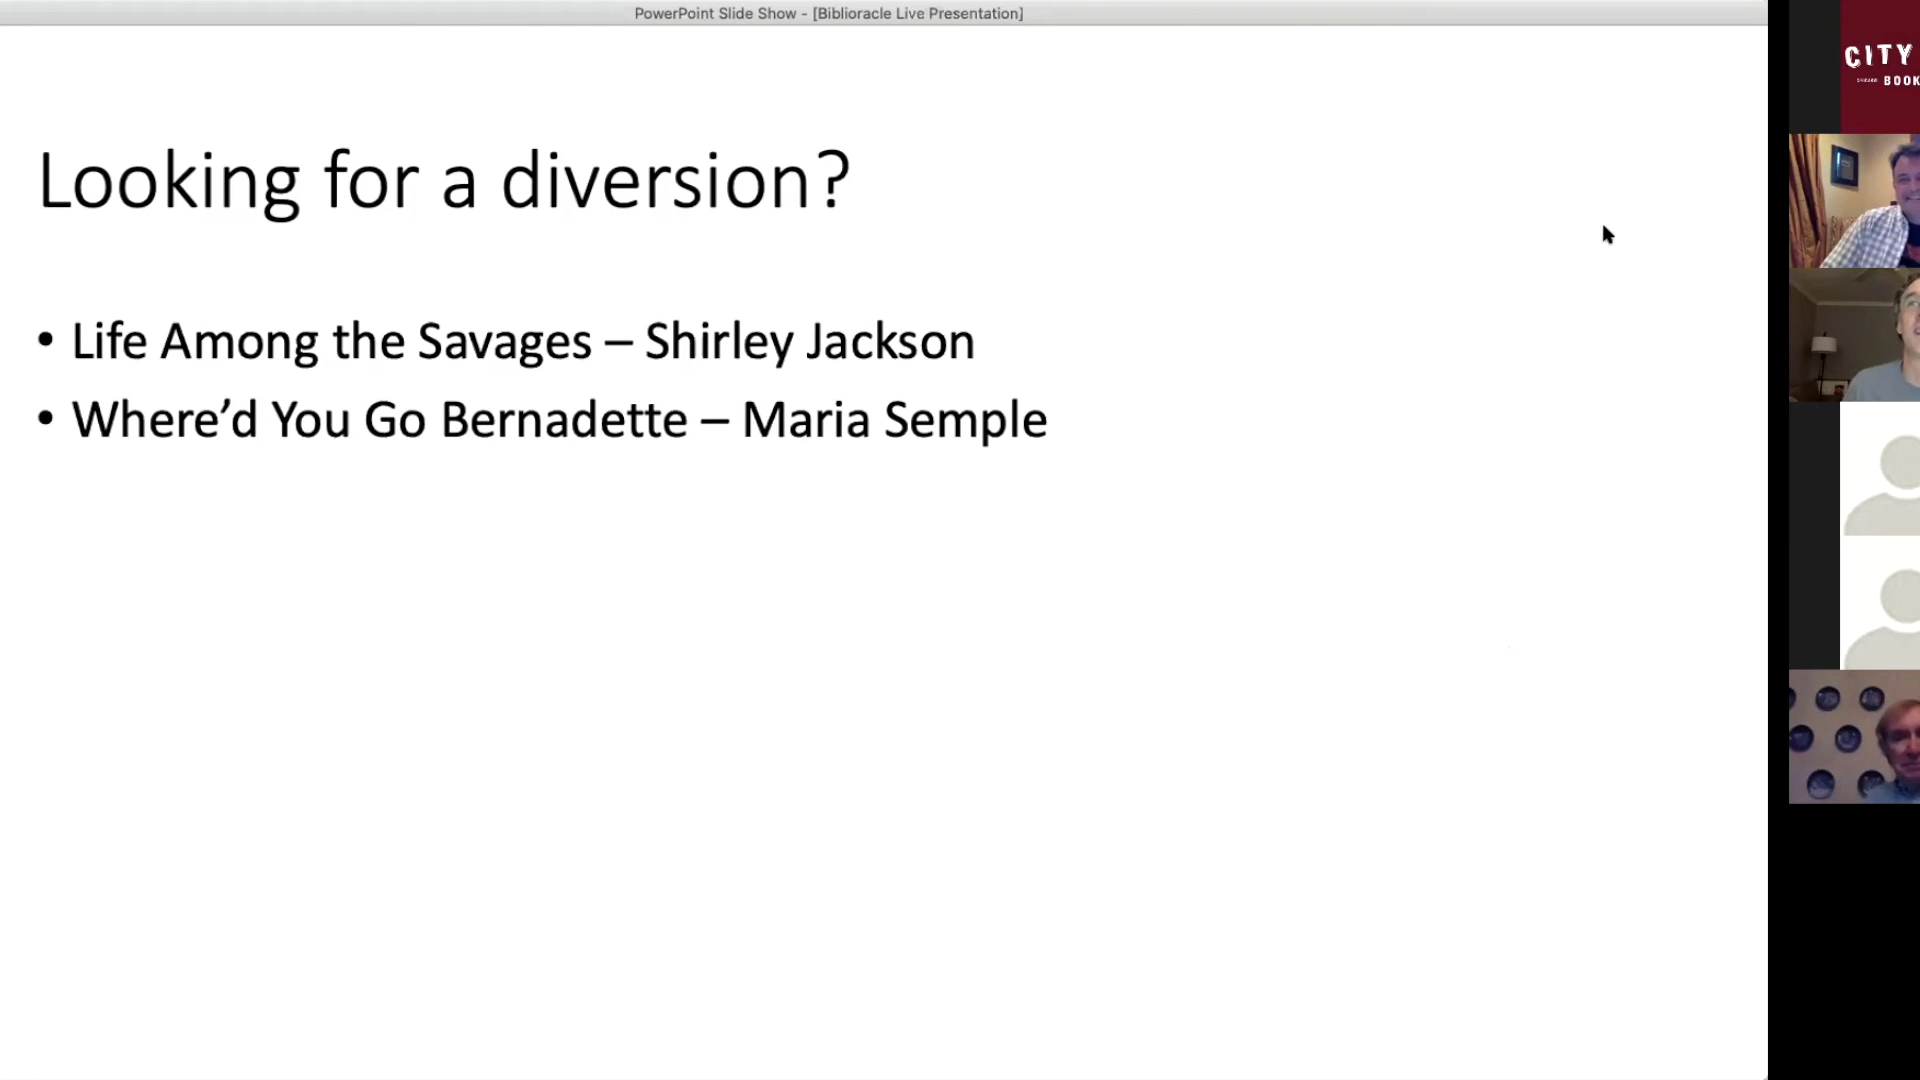 PowerPoint Slide Show - [Biblioracle Live Presentation]
CITY
BOOK
Looking for a diversion?
• Life Among the Savages – Shirley Jackson
• Where’d You Go Bernadette – Maria Semple